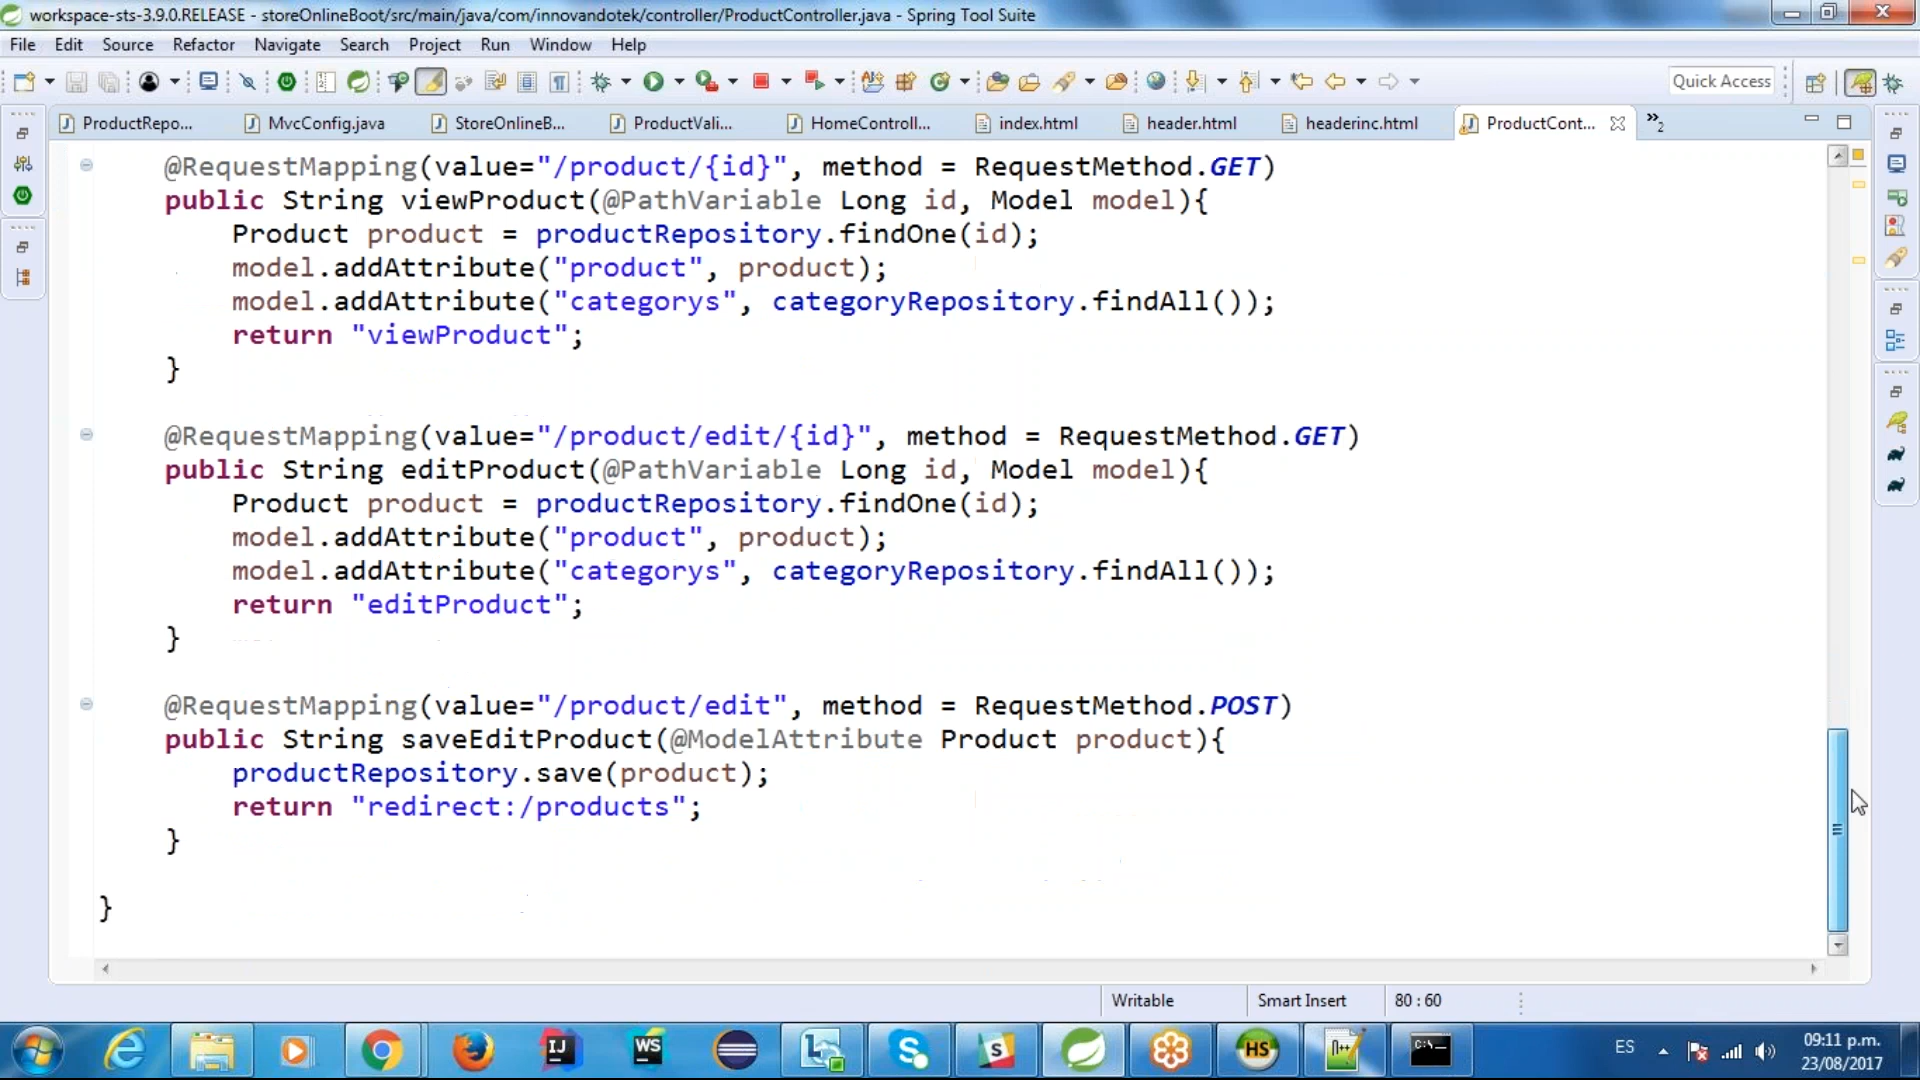 workspace-sts-3.9.0.RELEASE - storeOnlineBoot/src/main/java/com/innovandotek/controller/ProductController.java - Spring Tool Suite
File Edit Source Refactor Navigate Search Project Run Window Help
Quick Access
ProductRepo... MvcConfig.java StoreOnlineB... ProductVali... HomeControll... index.html header.html headerinc.html ProductCont... »2
@RequestMapping(value="/product/{id}", method = RequestMethod.GET)
public String viewProduct(@PathVariable Long id, Model model){
Product product = productRepository.findOne(id);
model.addAttribute("product", product);
model.addAttribute("categorys", categoryRepository.findAll());
return "viewProduct";
}
@RequestMapping(value="/product/edit/{id}", method = RequestMethod.GET)
public String editProduct(@PathVariable Long id, Model model){
Product product = productRepository.findOne(id);
model.addAttribute("product", product);
model.addAttribute("categorys", categoryRepository.findAll());
return "editProduct";
}
@RequestMapping(value="/product/edit", method = RequestMethod.POST)
public String saveEditProduct(@ModelAttribute Product product){
productRepository.save(product);
return "redirect:/products";
}
}
Writable Smart Insert 80 : 60
IJ WS S S HS n++ C:\
ES
09:11 p.m.
23/08/2017